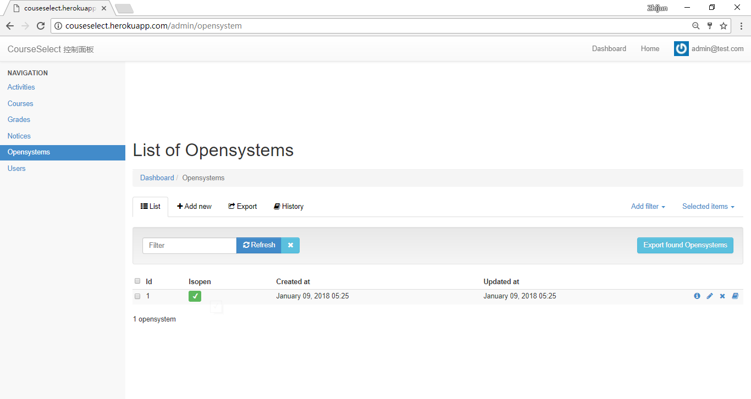 couseselect.herokuapp
Zhijun
couseselect.herokuapp.com/admin/opensystem
CourseSelect 控制面板
Dashboard Home admin@test.com
NAVIGATION
Activities
Courses
Grades
Notices
Opensystems
Users
List of Opensystems
Dashboard / Opensystems
List Add new Export History Add filter Selected items
Filter Refresh Export found Opensystems
Id Isopen Created at Updated at
1 January 09, 2018 05:25 January 09, 2018 05:25
1 opensystem